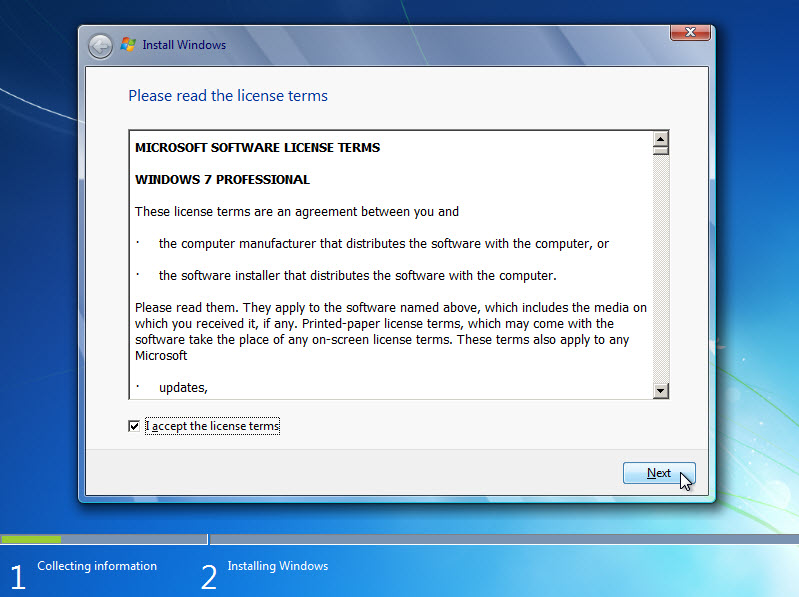 Install Windows
Please read the license terms
MICROSOFT SOFTWARE LICENSE TERMS
WINDOWS 7 PROFESSIONAL
These license terms are an agreement between you and
· the computer manufacturer that distributes the software with the computer, or
· the software installer that distributes the software with the computer.
Please read them. They apply to the software named above, which includes the media on
which you received it, if any. Printed-paper license terms, which may come with the
software take the place of any on-screen license terms. These terms also apply to any
Microsoft
· updates,
I accept the license terms
Next
1 Collecting information
2 Installing Windows